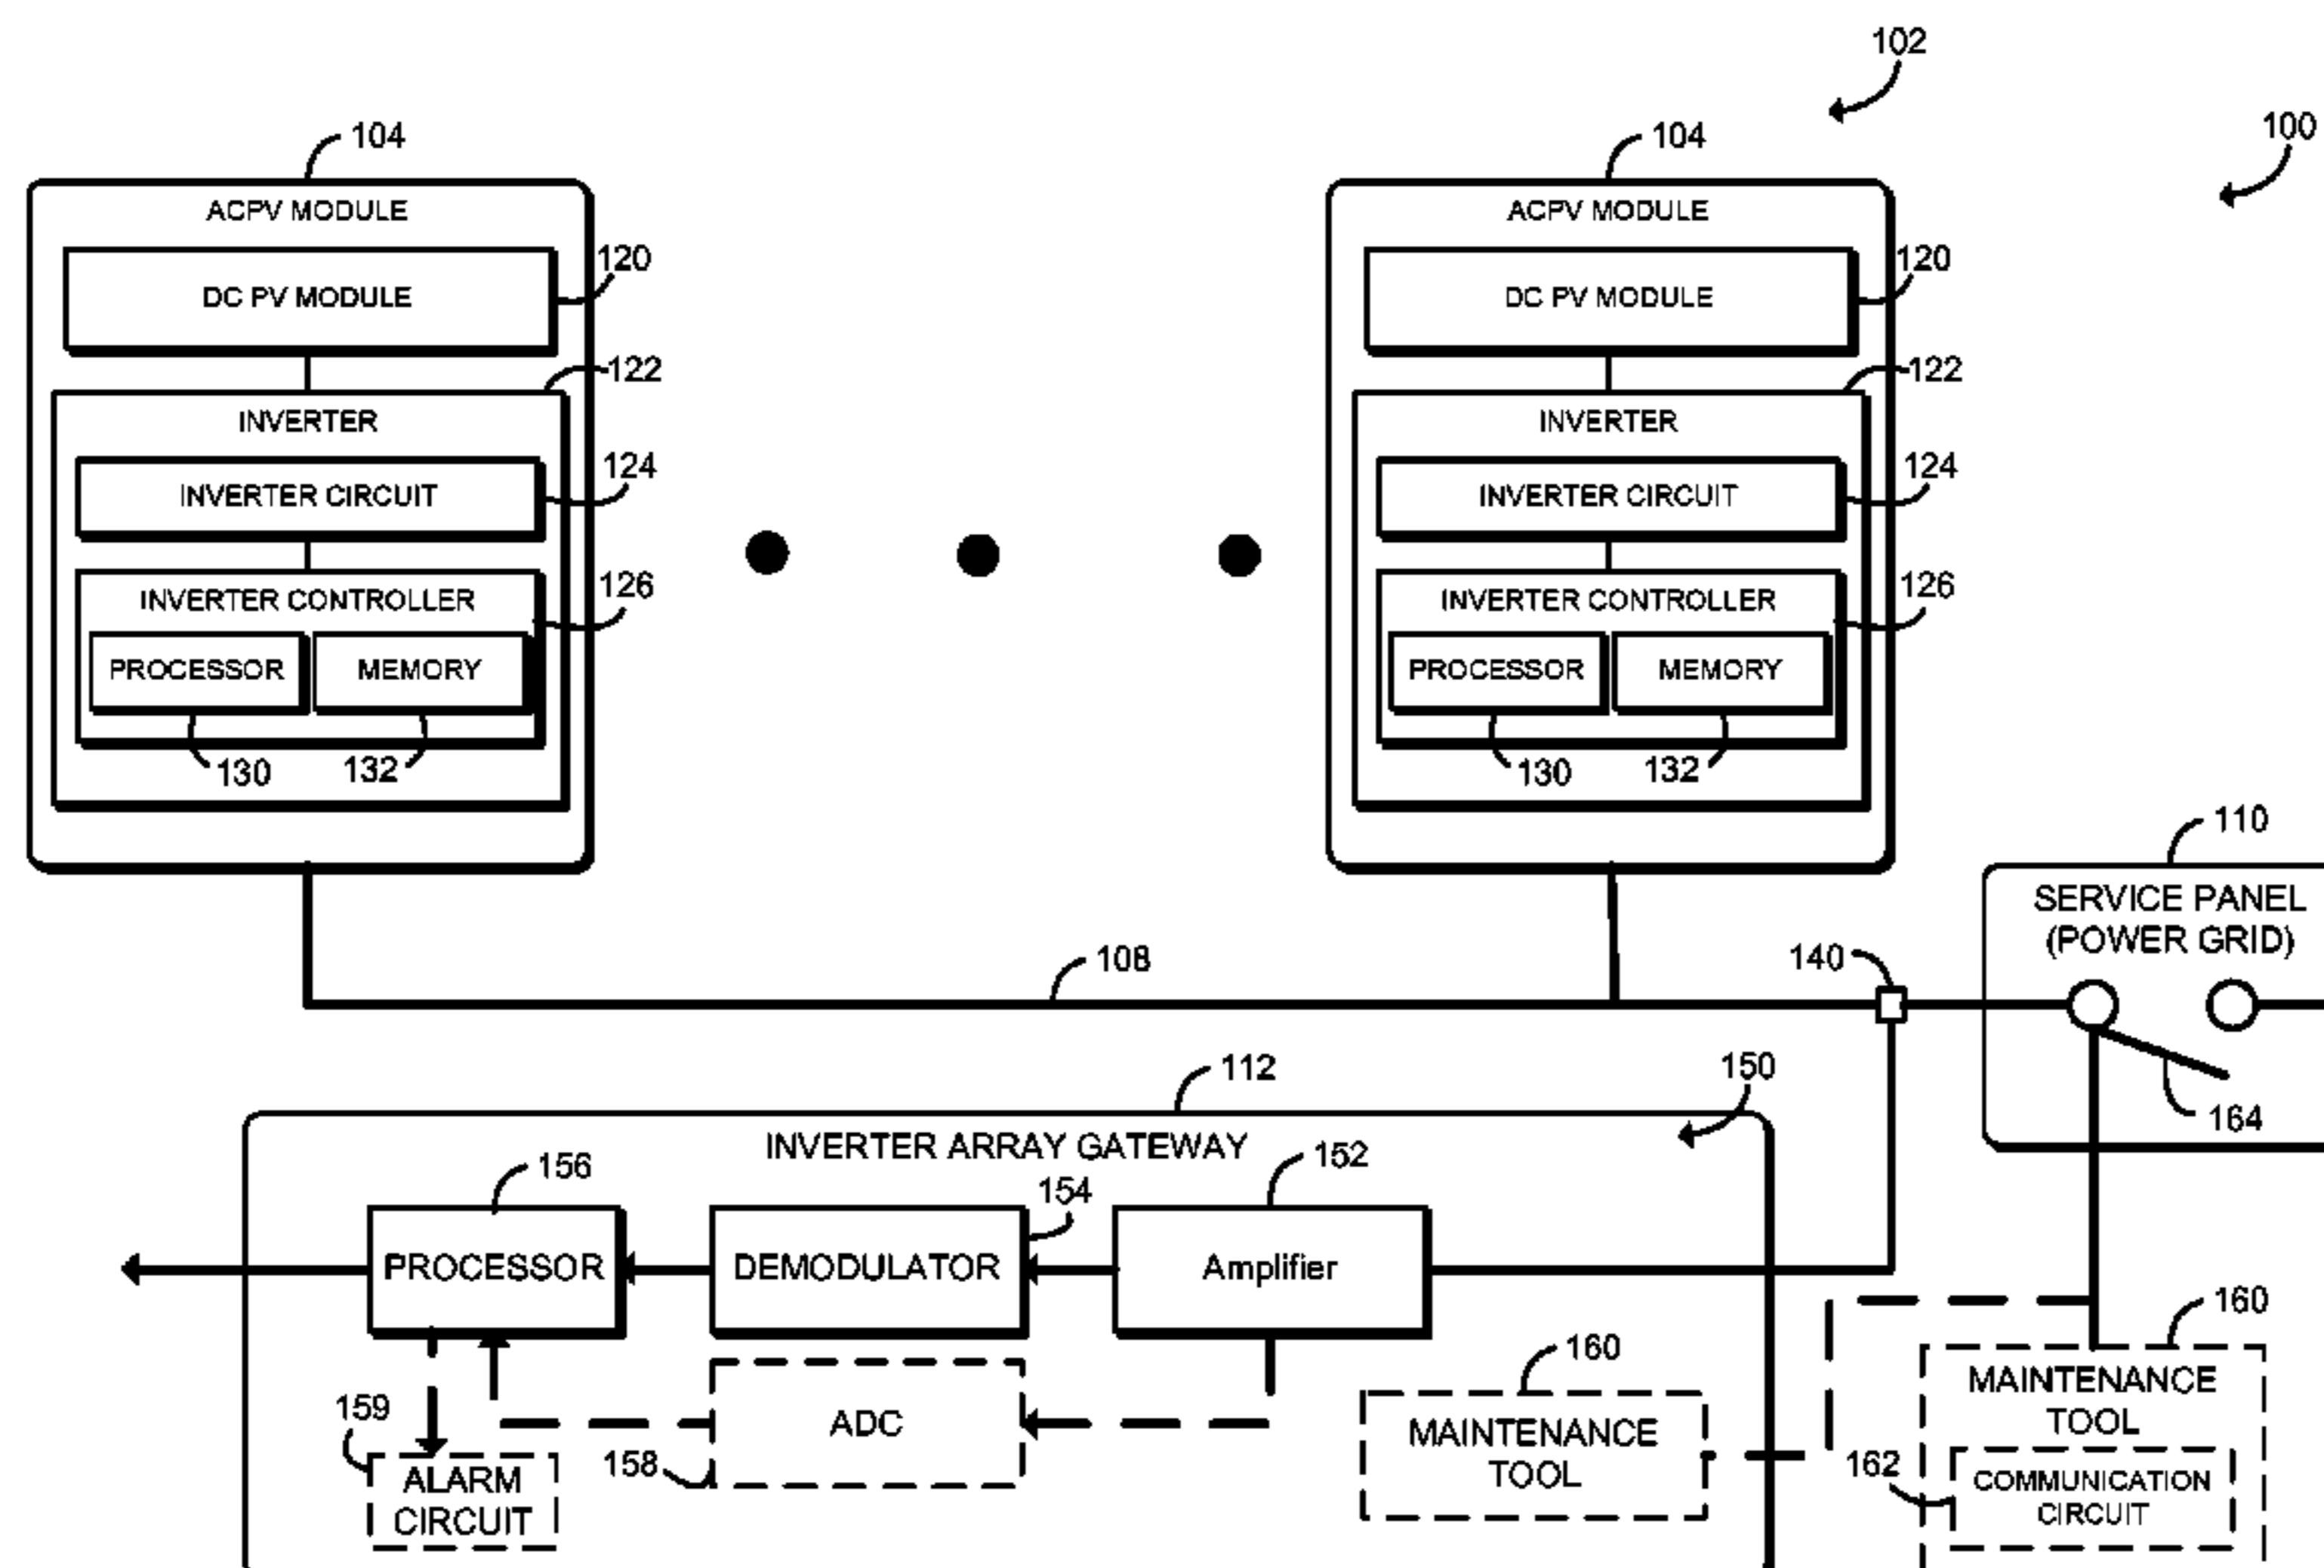 102
100
104
104
ACPV MODULE
ACPV MODULE
120
120
DC PV MODULE
DC PV MODULE
122
122
INVERTER
INVERTER
124
124
INVERTER CIRCUIT
INVERTER CIRCUIT
126
126
INVERTER CONTROLLER
INVERTER CONTROLLER
PROCESSOR
MEMORY
PROCESSOR
MEMORY
130
132
130
132
110
SERVICE PANEL
(POWER GRID)
108
140
112
150
164
INVERTER ARRAY GATEWAY
156
154
152
PROCESSOR
DEMODULATOR
Amplifier
160
160
MAINTENANCE
TOOL
159
ADC
MAINTENANCE
TOOL
158
162
ALARM
CIRCUIT
COMMUNICATION
CIRCUIT